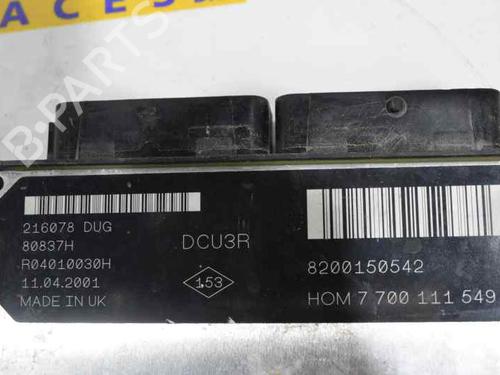 ACESS
216078 DUG
80837H
R04010030H
11.04.2001
MADE IN UK
DCU3R
153
8200150542
HOM 7 700 111 549
B-PARTS